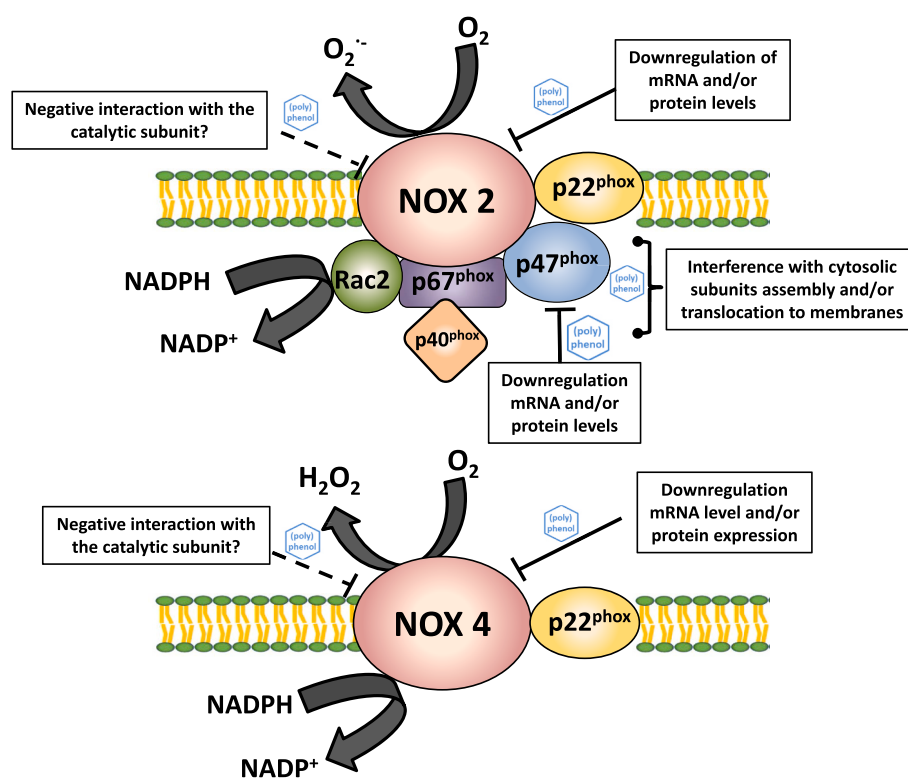 O₂
O₂˙⁻
Downregulation of
mRNA and/or
protein levels
(poly)
phenol
Negative interaction with the
catalytic subunit?
(poly)
phenol
NOX 2
p22ᵖʰᵒˣ
p47ᵖʰᵒˣ
Rac2
p67ᵖʰᵒˣ
p40ᵖʰᵒˣ
NADPH
NADP⁺
(poly)
phenol
Interference with cytosolic
subunits assembly and/or
translocation to membranes
(poly)
phenol
Downregulation
mRNA and/or
protein levels
O₂
H₂O₂
Downregulation
mRNA level and/or
protein expression
(poly)
phenol
Negative interaction with
the catalytic subunit?
(poly)
phenol
NOX 4
p22ᵖʰᵒˣ
NADPH
NADP⁺